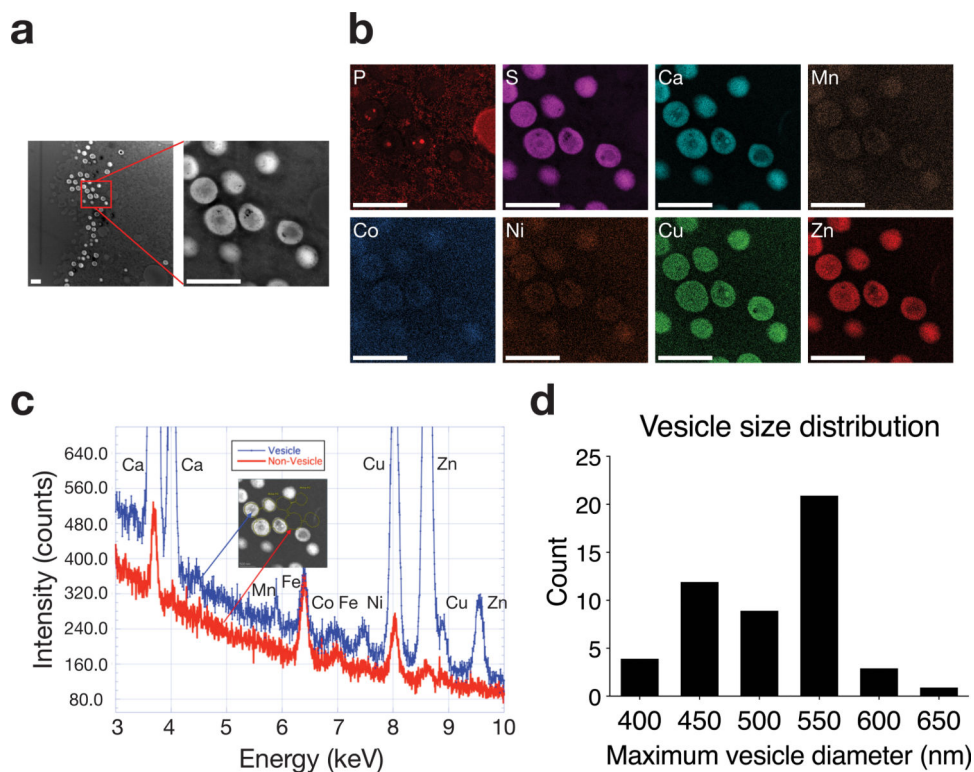 a
b
P
S
Ca
Mn
Co
Ni
Cu
Zn
c
Intensity (counts)
640.0
560.0
480.0
400.0
320.0
240.0
160.0
80.0
Ca
Ca
Vesicle
Non-Vesicle
Cu
Zn
Mn
Fe
Co
Fe
Ni
Cu
Zn
3 4 5 6 7 8 9 10
Energy (keV)
d
Vesicle size distribution
Count
25
20
15
10
5
0
400 450 500 550 600 650
Maximum vesicle diameter (nm)